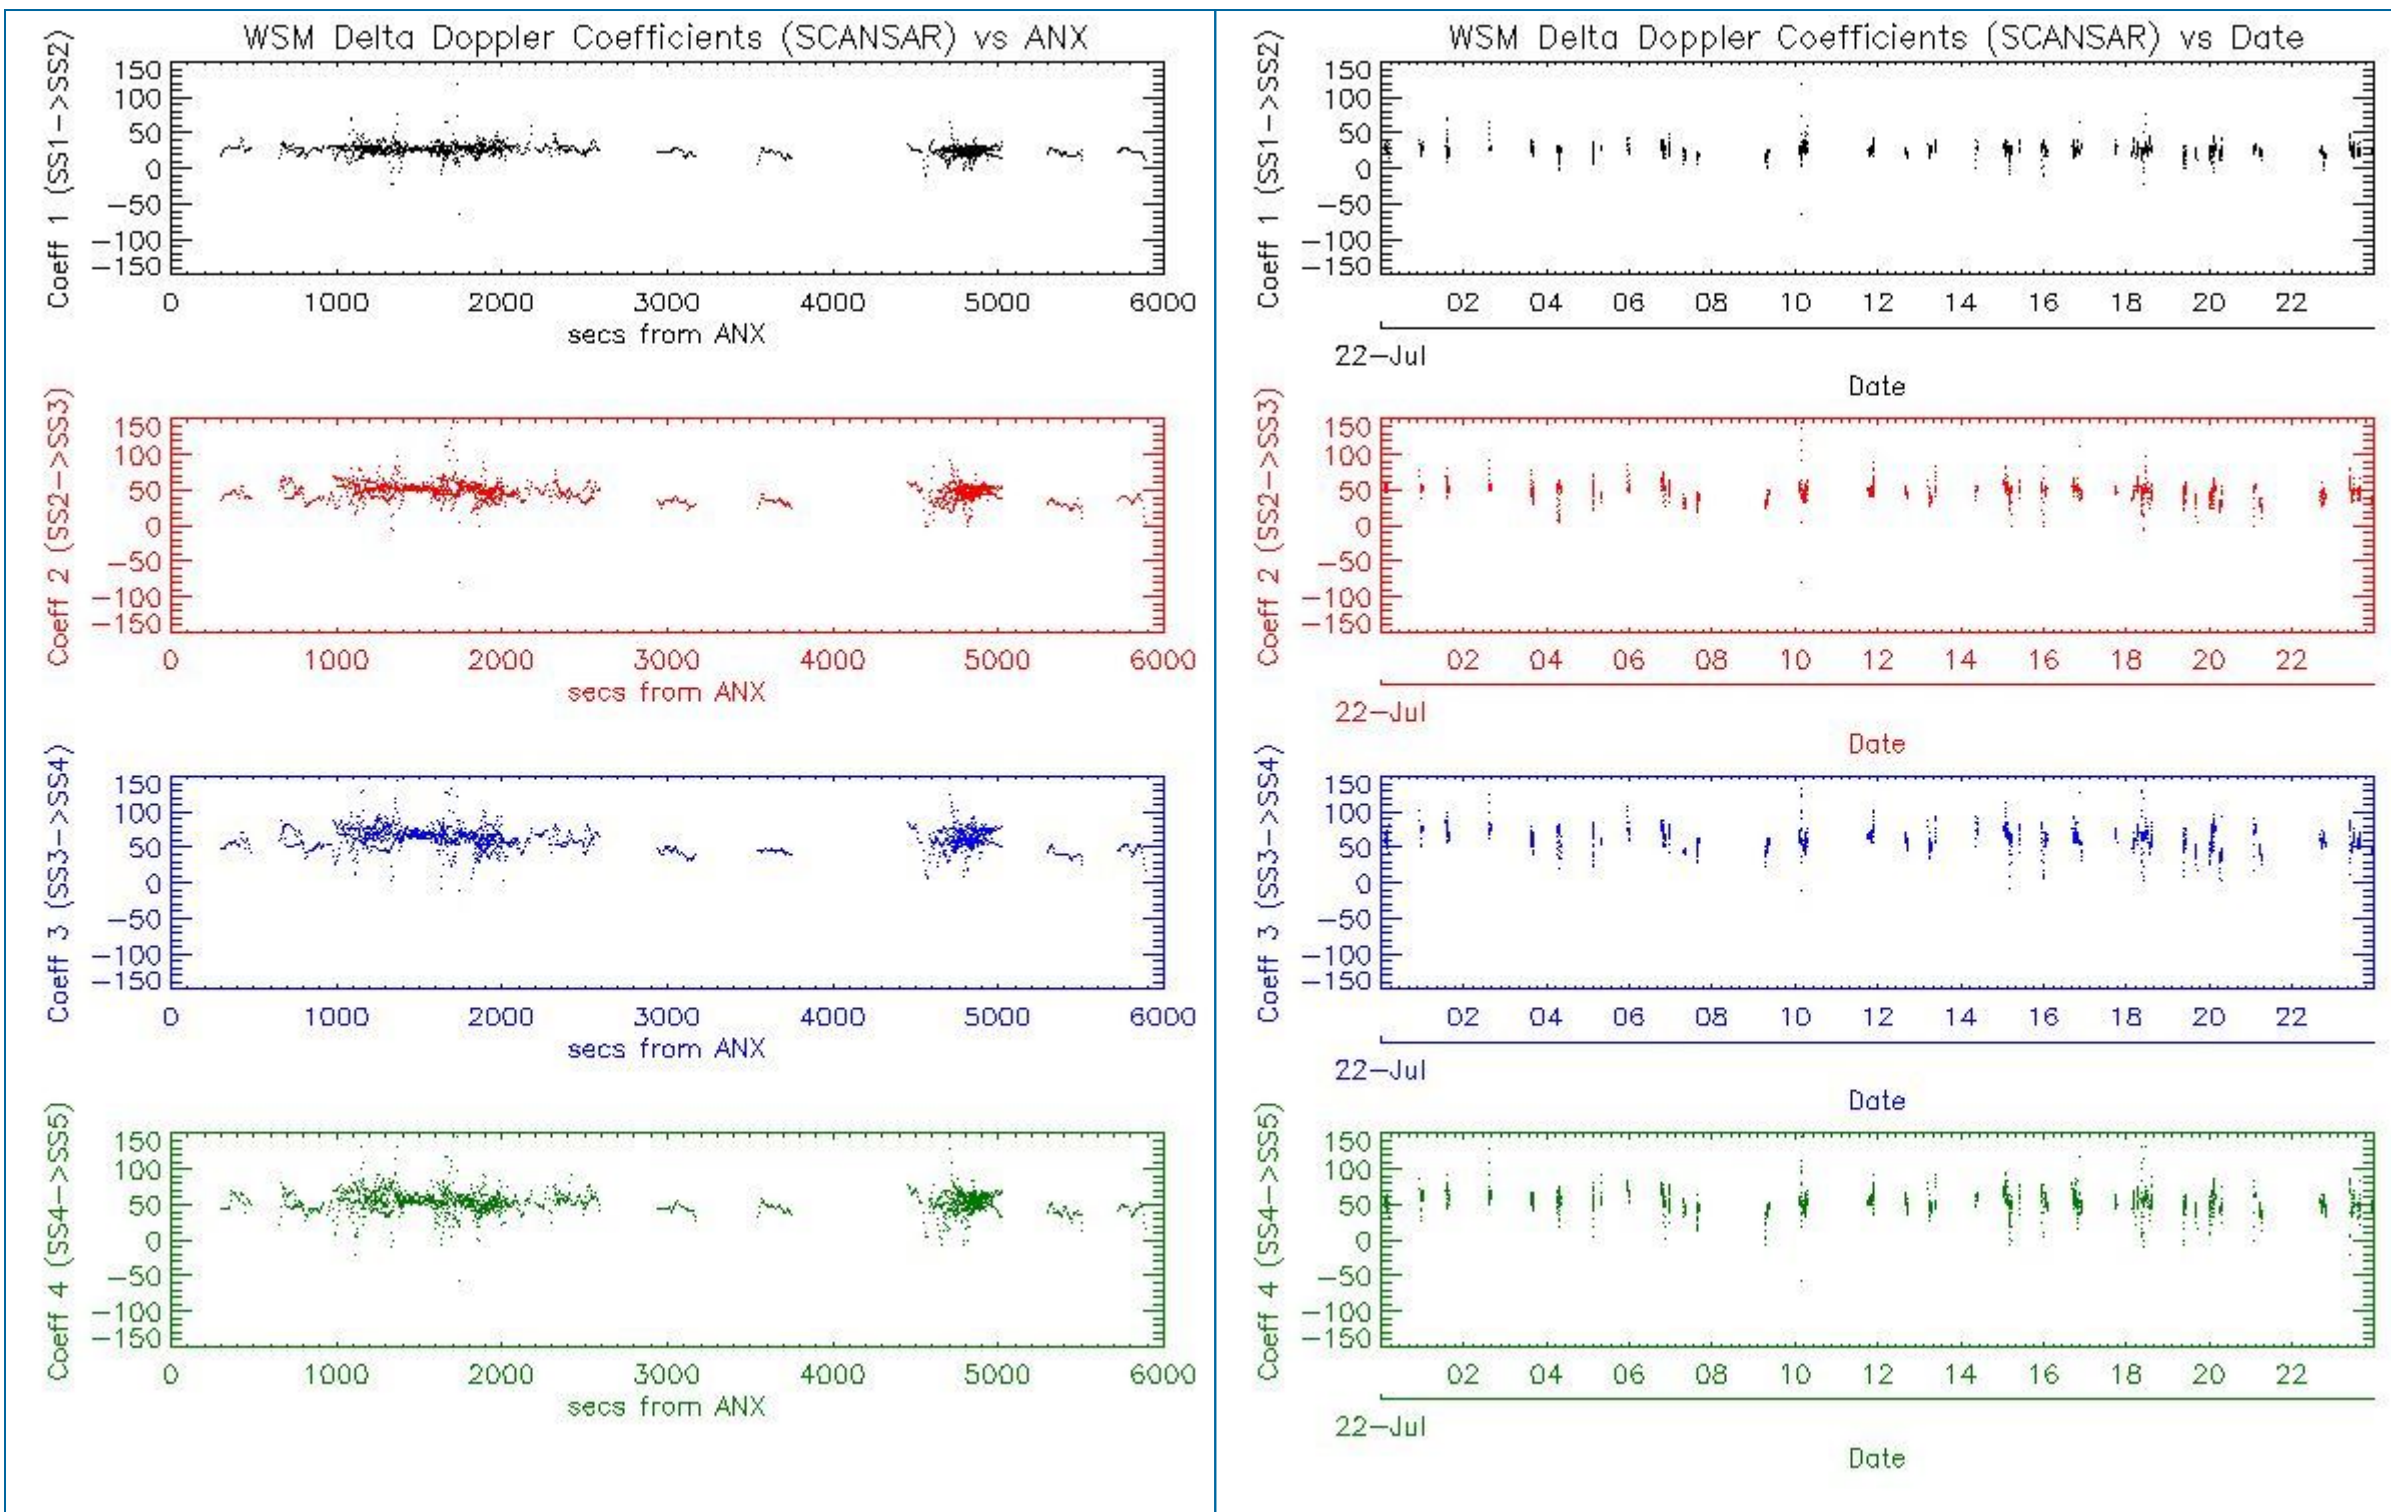 WSM Delta Doppler Coefficients (SCANSAR) vs ANX
Coeff 1 (SS1->SS2)
150
100
50
0
-50
-100
-150
0 1000 2000 3000 4000 5000 6000
secs from ANX
Coeff 2 (SS2->SS3)
150
100
50
0
-50
-100
-150
0 1000 2000 3000 4000 5000 6000
secs from ANX
Coeff 3 (SS3->SS4)
150
100
50
0
-50
-100
-150
0 1000 2000 3000 4000 5000 6000
secs from ANX
Coeff 4 (SS4->SS5)
150
100
50
0
-50
-100
-150
0 1000 2000 3000 4000 5000 6000
secs from ANX
WSM Delta Doppler Coefficients (SCANSAR) vs Date
Coeff 1 (SS1->SS2)
150
100
50
0
-50
-100
-150
02 04 06 08 10 12 14 16 18 20 22
22-Jul
Date
Coeff 2 (SS2->SS3)
150
100
50
0
-50
-100
-150
02 04 06 08 10 12 14 16 18 20 22
22-Jul
Date
Coeff 3 (SS3->SS4)
150
100
50
0
-50
-100
-150
02 04 06 08 10 12 14 16 18 20 22
22-Jul
Date
Coeff 4 (SS4->SS5)
150
100
50
0
-50
-100
-150
02 04 06 08 10 12 14 16 18 20 22
22-Jul
Date